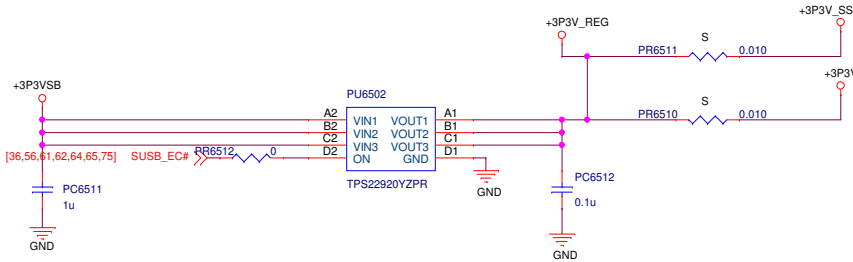 +3P3V_SS
+3P3V_REG
S
PR6511
0.010
+3P3V
+3P3VSB
PU6502
S
PR6510
0.010
A2
VIN1
VOUT1
A1
B2
VIN2
VOUT2
B1
C2
VIN3
VOUT3
C1
[36,56,61,62,64,65,75]
SUSB_EC#
PR6512
0
D2
ON
GND
D1
TPS22920YZPR
GND
PC6511
1u
PC6512
0.1u
GND
GND